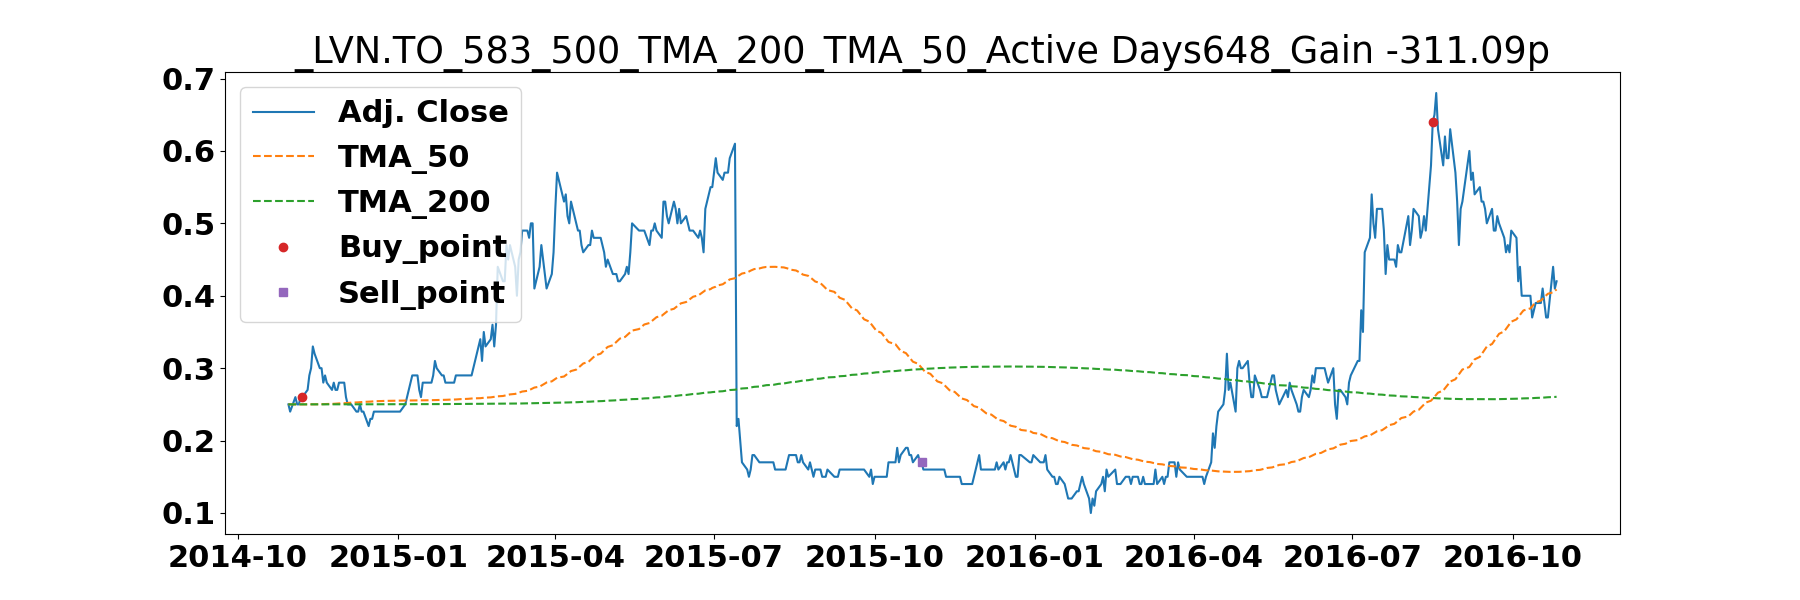 _LVN.TO_583_500_TMA_200_TMA_50_Active Days648_Gain -311.09p
0.7
0.6
0.5
0.4
0.3
0.2
0.1
Adj. Close
TMA_50
TMA_200
Buy_point
Sell_point
2014-10 2015-01 2015-04 2015-07 2015-10 2016-01 2016-04 2016-07 2016-10